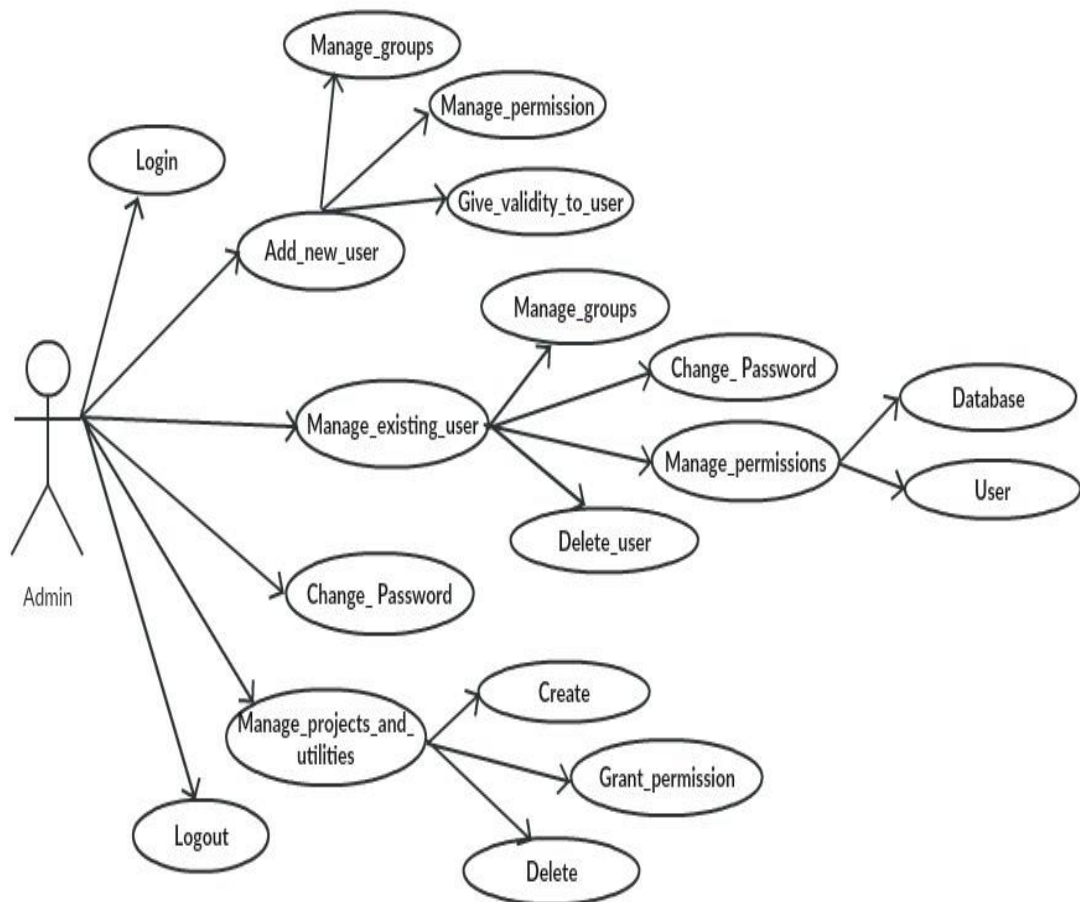 Manage_groups
Manage_permission
Login
Give_validity_to_user
Add_new_user
Manage_groups
Change_ Password
Database
Manage_existing_user
Manage_permissions
User
Delete_user
Change_ Password
Admin
Create
Manage_projects_and_
utilities
Grant_permission
Logout
Delete